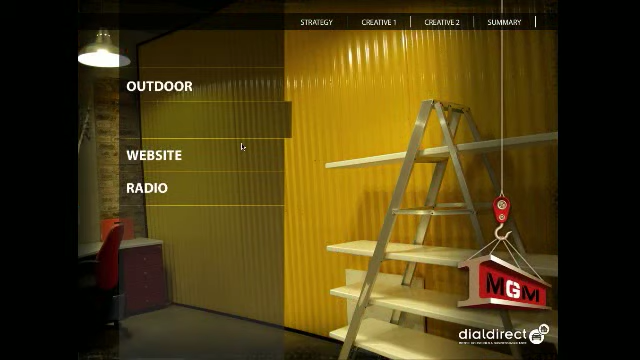 STRATEGY
CREATIVE 1
CREATIVE 2
SUMMARY
OUTDOOR
WEBSITE
RADIO
MGM
dialdirect